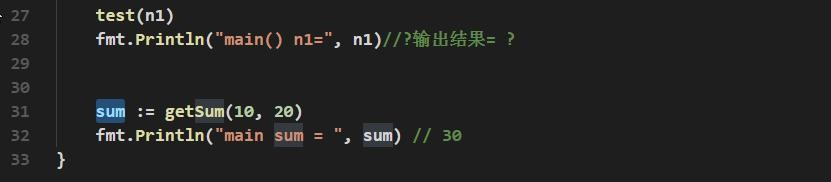 27 test(n1)
28 fmt.Println("main() n1=", n1)//?输出结果= ?
29
30
31 sum := getSum(10, 20)
32 fmt.Println("main sum = ", sum) // 30
33 }